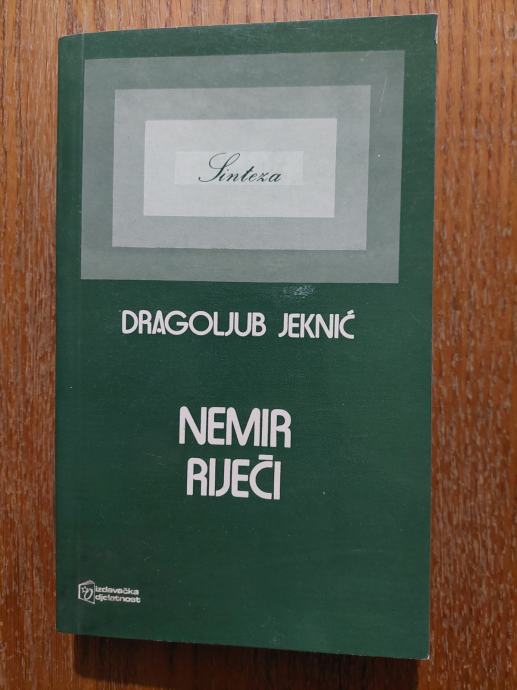 Sinteza
DRAGOLJUB JEKNIĆ
NEMIR
RIJEČI
izdavačka
djelatnost